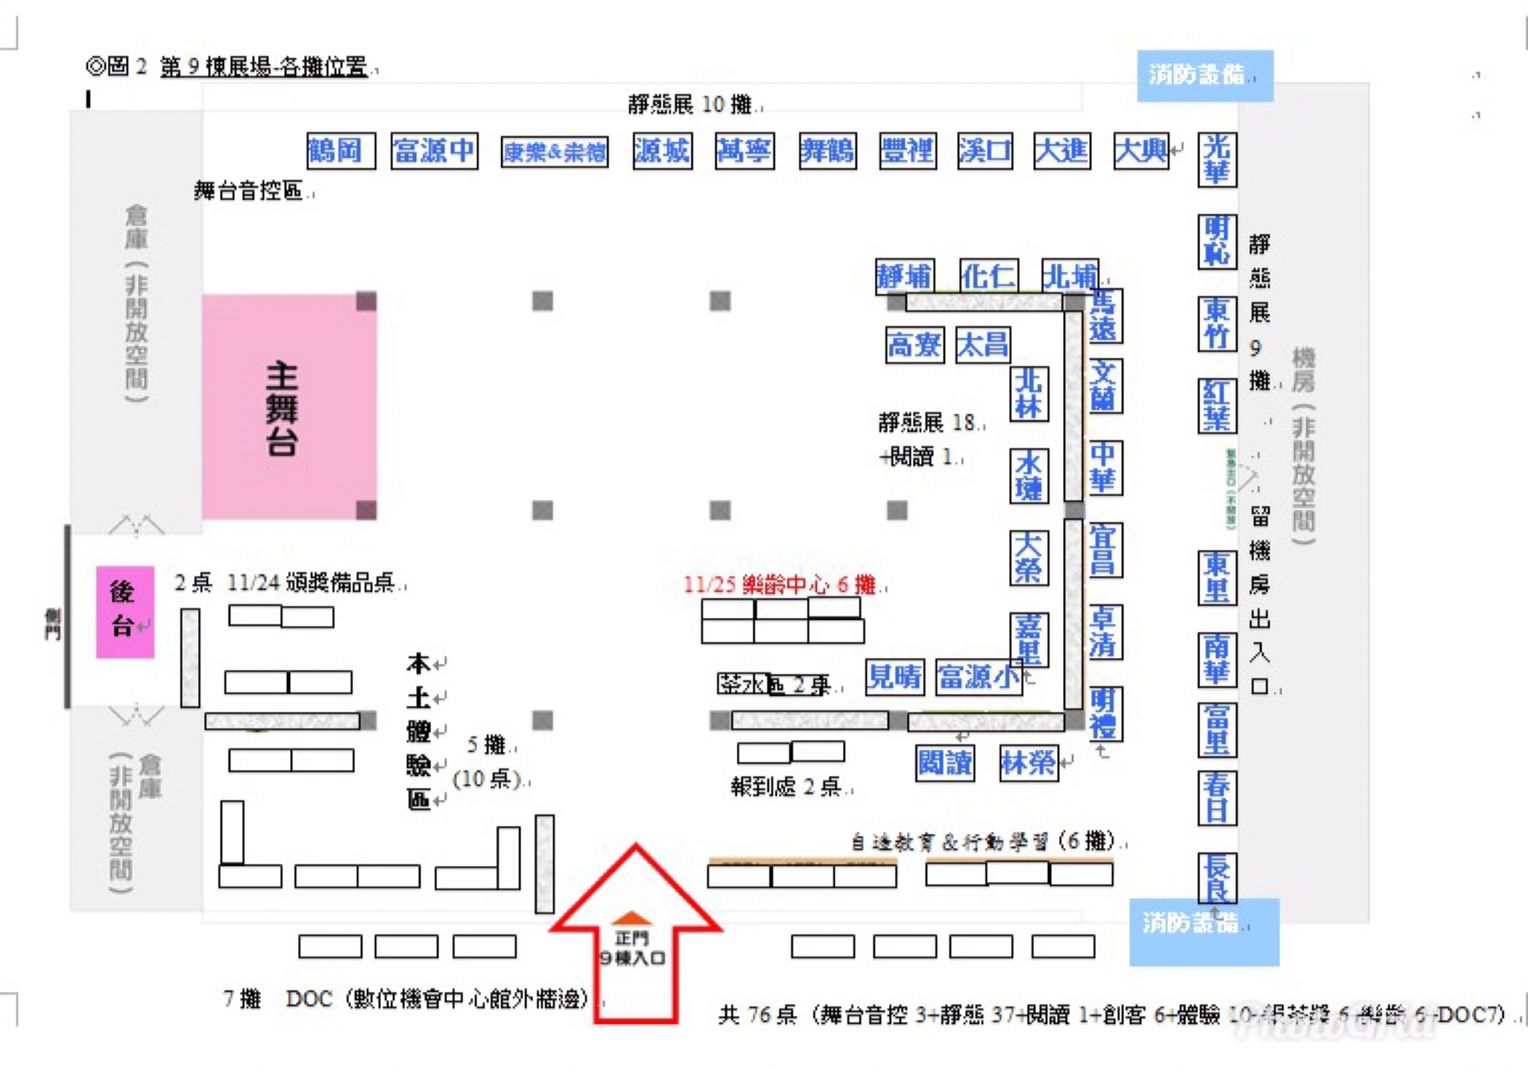 ◎圖 2 第 9 棟展場-各攤位置
消防設備
靜態展 10 攤
鶴岡 富源中 康樂&崇德 源城 萬寧 舞鶴 豐裡 溪口 大進 大興
光華
明恥
東竹
紅葉
東里
南華
富里
春日
長良
靜態展 9 攤
留機房出入口
機房（非開放空間）
舞台音控區
倉庫（非開放空間）
主舞台
靜埔 化仁 北埔
高寮 太昌
馬遠
文蘭
中華
宜昌
卓清
明禮
北林
水璉
大榮
嘉里
靜態展 18
+閱讀 1
後台
側門
2 桌 11/24 頒獎備品桌
11/25 樂齡中心 6 攤
本土體驗區
5 攤
(10 桌)
茶水區 2 桌
見晴 富源小
閱讀 林榮
報到處 2 桌
倉庫
（非開放空間）
自造教育&行動學習 (6 攤)
正門
9棟入口
消防設備
7 攤 DOC（數位機會中心館外牆邊）
共 76 桌（舞台音控 3+靜態 37+閱讀 1+創客 6+體驗 10+報茶獎 6+樂齡 6+DOC7）
PhotoGrid